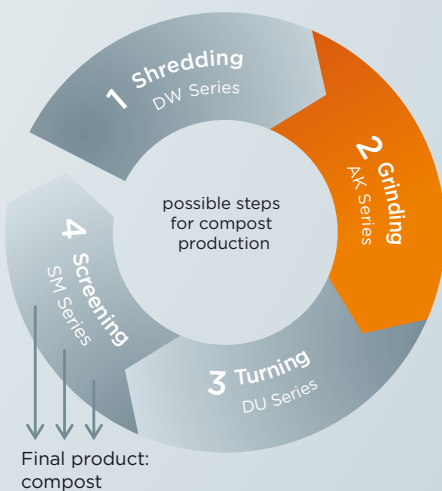 1 Shredding
DW Series
2 Grinding
AK Series
3 Turning
DU Series
4 Screening
SM Series
possible steps
for compost
production
Final product:
compost